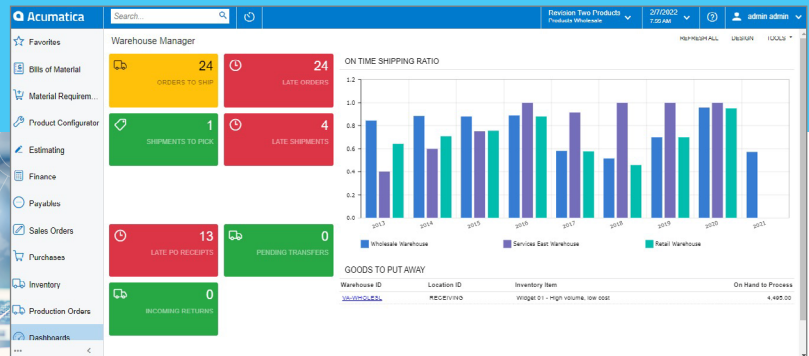 Acumatica
Search...
Revision Two Products
Products Wholesale
2/7/2022
7:55 AM
admin admin
Favorites
Bills of Material
Material Requirem...
Product Configurator
Estimating
Finance
Payables
Sales Orders
Purchases
Inventory
Production Orders
Dashboards
Warehouse Manager
REFRESH ALL DESIGN TOOLS
24
ORDERS TO SHIP
24
LATE ORDERS
1
SHIPMENTS TO PICK
4
LATE SHIPMENTS
13
LATE PO RECEIPTS
0
PENDING TRANSFERS
0
INCOMING RETURNS
ON TIME SHIPPING RATIO
1.2
1.0
0.8
0.6
0.4
0.2
0.0
2013 2014 2015 2016 2017 2018 2019 2020 2021
Wholesale Warehouse Services East Warehouse Retail Warehouse
GOODS TO PUT AWAY
Warehouse ID Location ID Inventory Item On Hand to Process
VA-WHOLESL RECEIVING Widget 01 - High volume, low cost 4,495.00